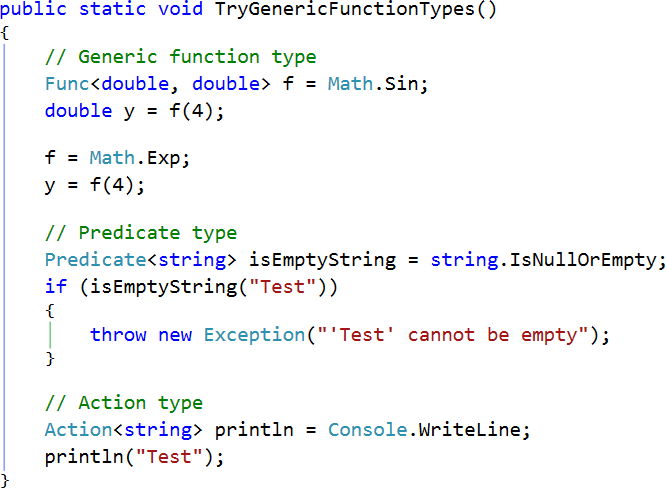 public static void TryGenericFunctionTypes()
{
    // Generic function type
    Func<double, double> f = Math.Sin;
    double y = f(4);

    f = Math.Exp;
    y = f(4);

    // Predicate type
    Predicate<string> isEmptyString = string.IsNullOrEmpty;
    if (isEmptyString("Test"))
    {
        throw new Exception("'Test' cannot be empty");
    }

    // Action type
    Action<string> println = Console.WriteLine;
    println("Test");
}